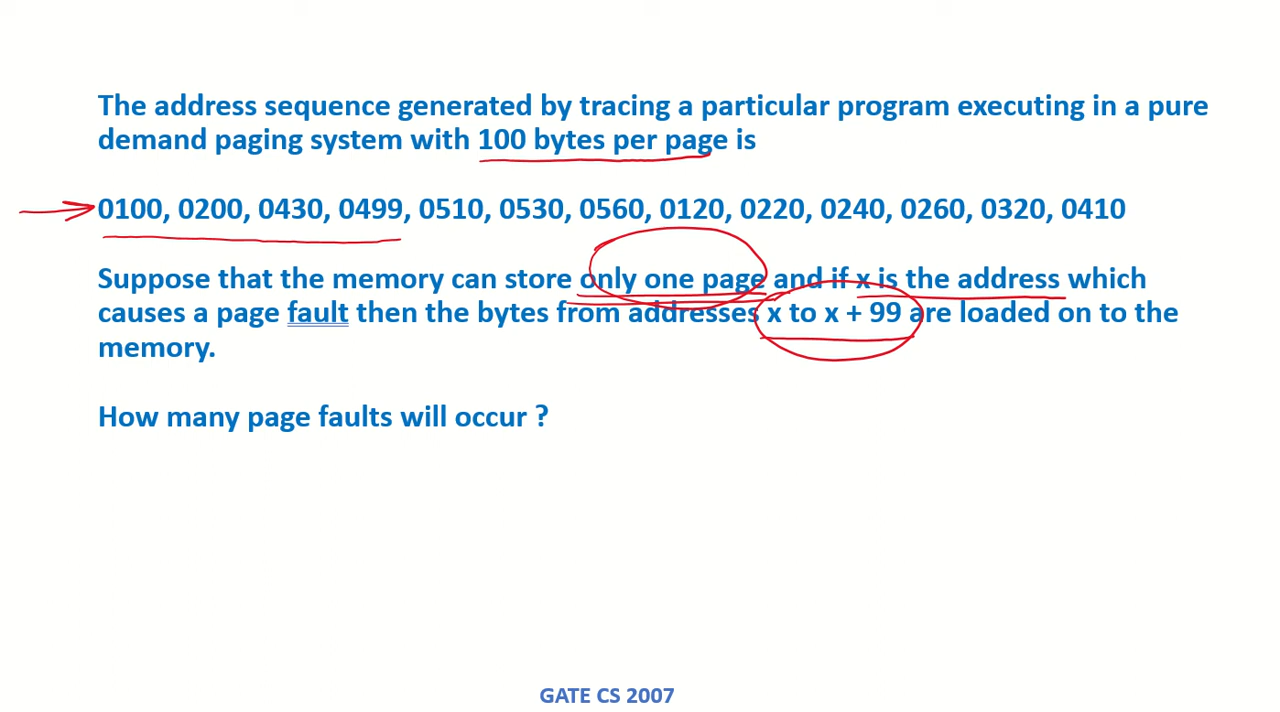 The address sequence generated by tracing a particular program executing in a pure
demand paging system with 100 bytes per page is
0100, 0200, 0430, 0499, 0510, 0530, 0560, 0120, 0220, 0240, 0260, 0320, 0410
Suppose that the memory can store only one page and if x is the address which
causes a page fault then the bytes from addresses x to x + 99 are loaded on to the
memory.
How many page faults will occur ?
GATE CS 2007